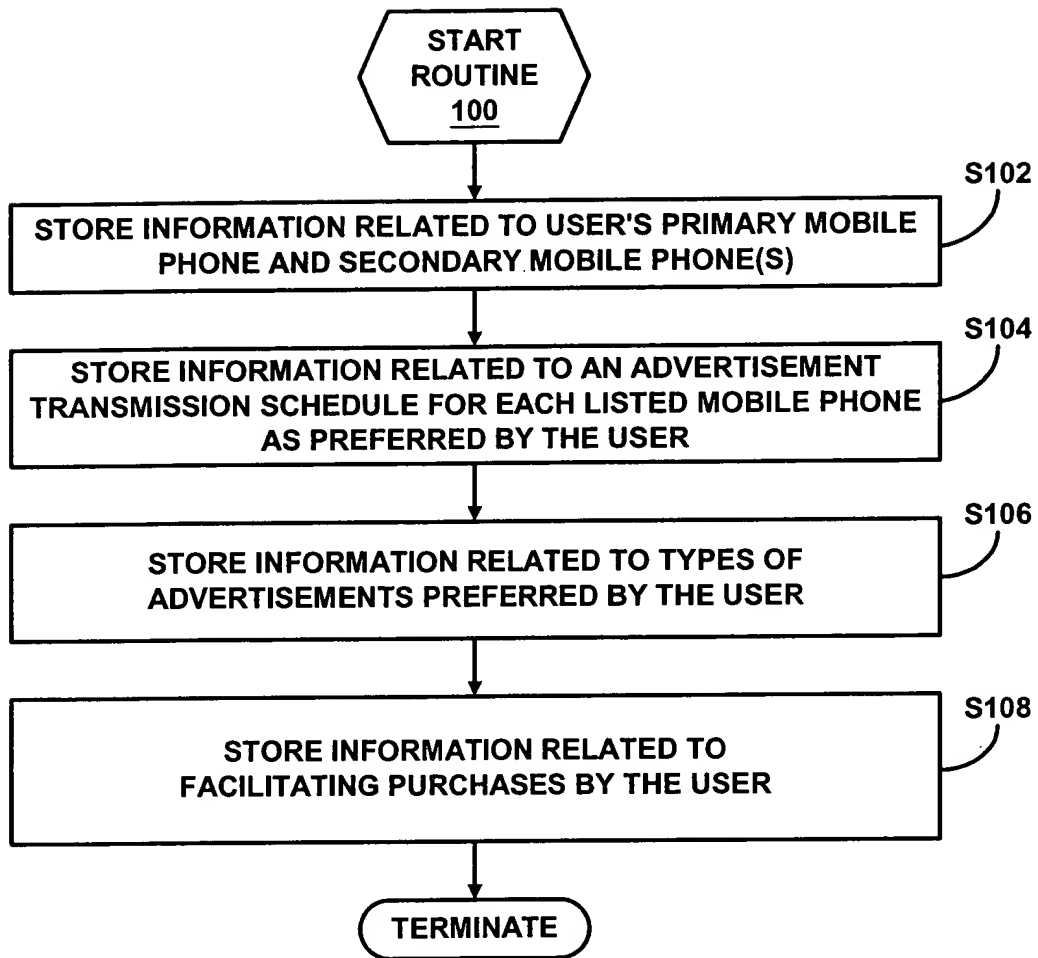 START
ROUTINE
100
S102
STORE INFORMATION RELATED TO USER'S PRIMARY MOBILE
PHONE AND SECONDARY MOBILE PHONE(S)
S104
STORE INFORMATION RELATED TO AN ADVERTISEMENT
TRANSMISSION SCHEDULE FOR EACH LISTED MOBILE PHONE
AS PREFERRED BY THE USER
S106
STORE INFORMATION RELATED TO TYPES OF
ADVERTISEMENTS PREFERRED BY THE USER
S108
STORE INFORMATION RELATED TO
FACILITATING PURCHASES BY THE USER
TERMINATE